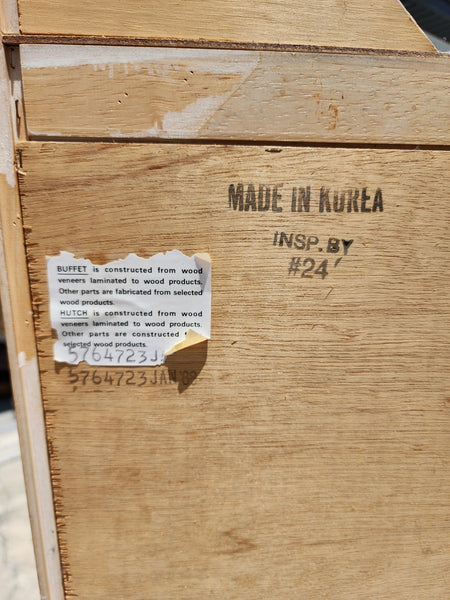 MADE IN KOREA
INSP. BY
#24
BUFFET is constructed from wood
veneers laminated to wood products.
Other parts are fabricated from selected
wood products.
HUTCH is constructed from wood
veneers laminated to wood products.
Other parts are constructed
selected wood products.
5764723 JA
5764723 JAN